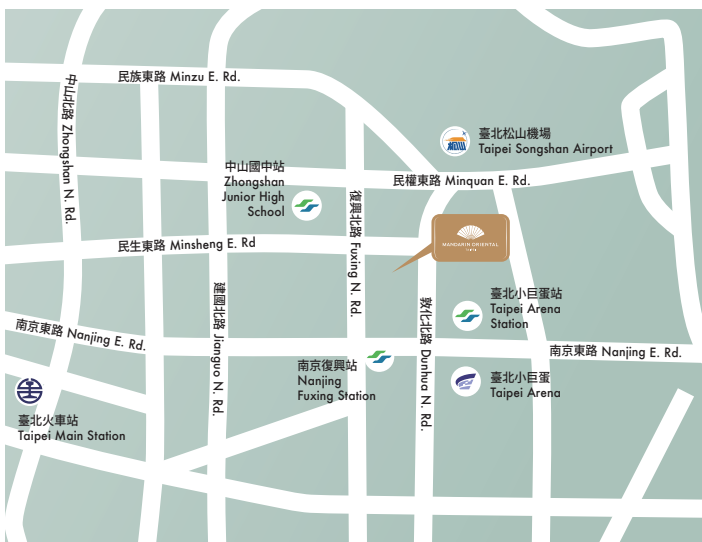 民族東路 Minzu E. Rd.
中山北路 Zhongshan N. Rd.
臺北松山機場
Taipei Songshan Airport
中山國中站
Zhongshan
Junior High
School
民權東路 Minquan E. Rd.
復興北路 Fuxing N. Rd.
MANDARIN ORIENTAL
TAIPEI
民生東路 Minsheng E. Rd
建國北路 Jianguo N. Rd.
敦化北路 Dunhua N. Rd.
臺北小巨蛋站
Taipei Arena
Station
南京東路 Nanjing E. Rd.
南京東路 Nanjing E. Rd.
南京復興站
Nanjing
Fuxing Station
臺北小巨蛋
Taipei Arena
臺北火車站
Taipei Main Station